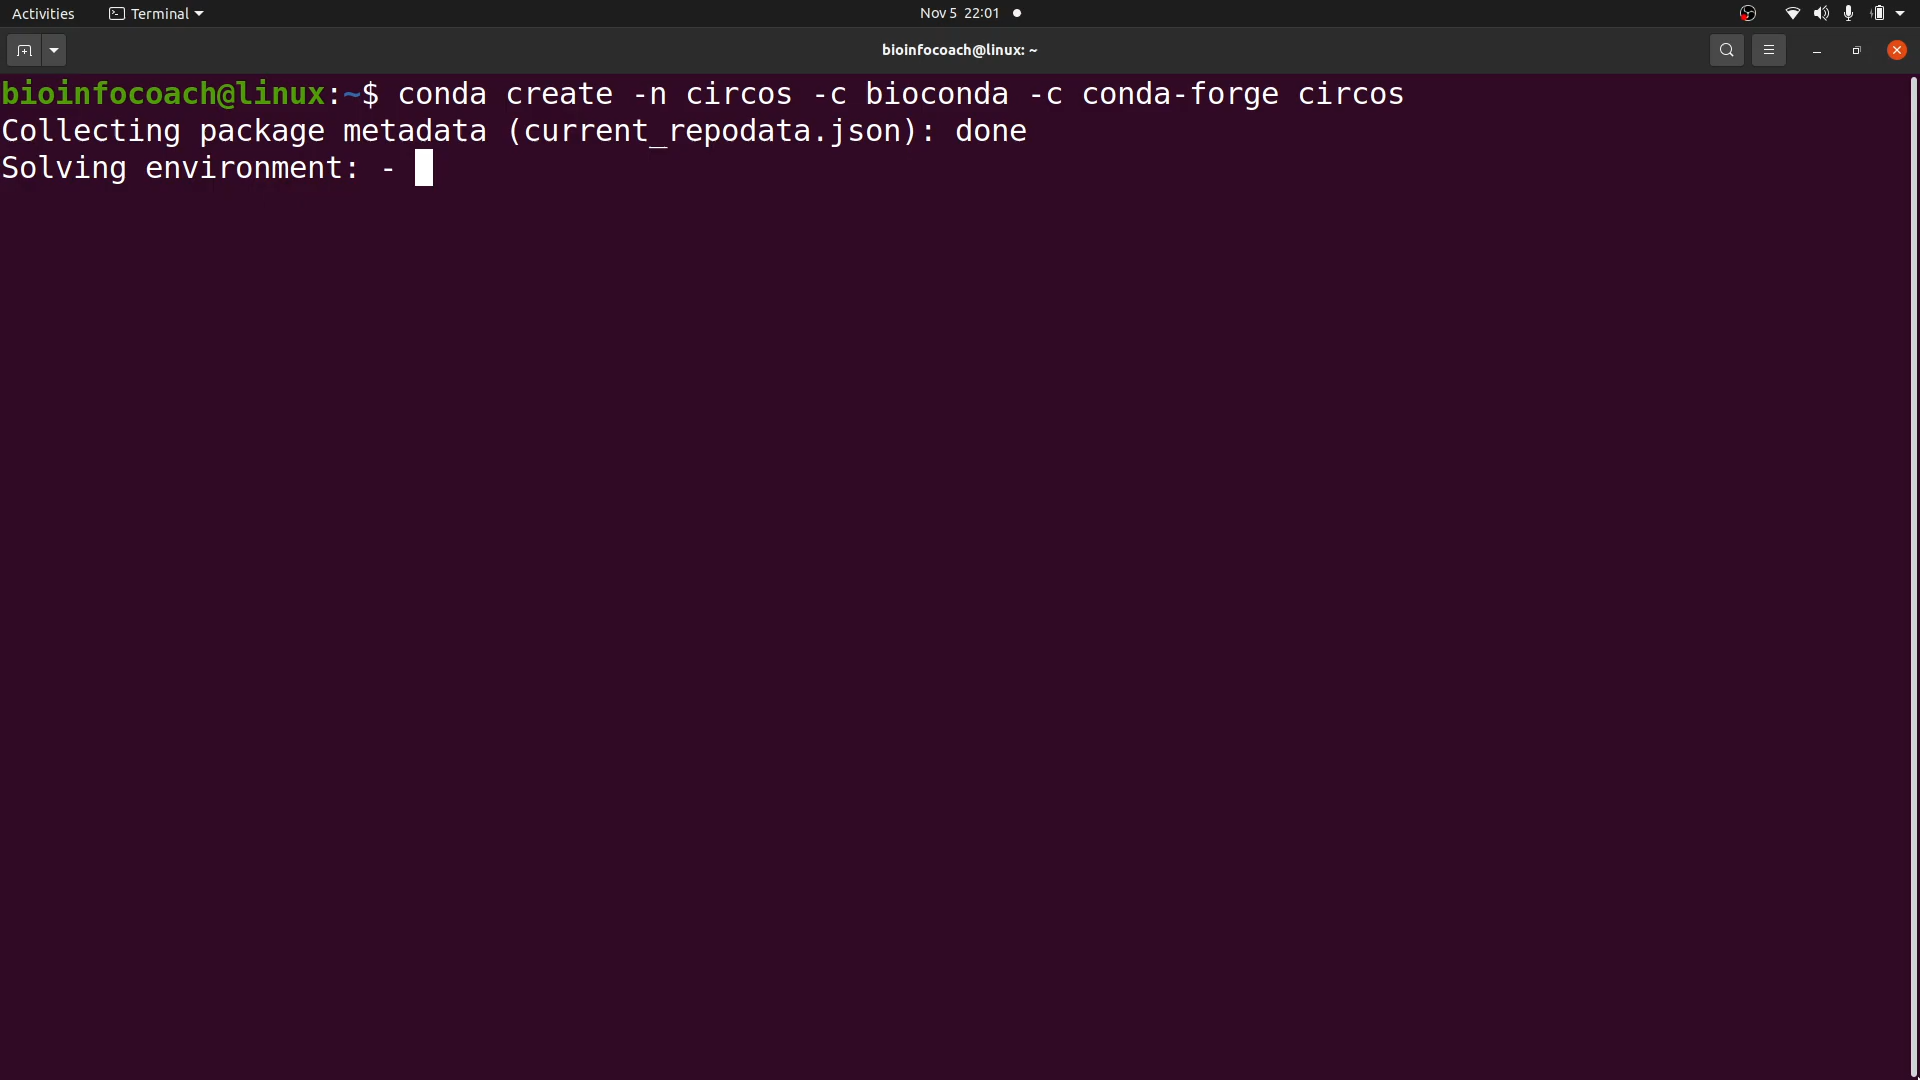 Activities Terminal Nov 5 22:01
bioinfocoach@linux: ~
bioinfocoach@linux:~$ conda create -n circos -c bioconda -c conda-forge circos
Collecting package metadata (current_repodata.json): done
Solving environment: -